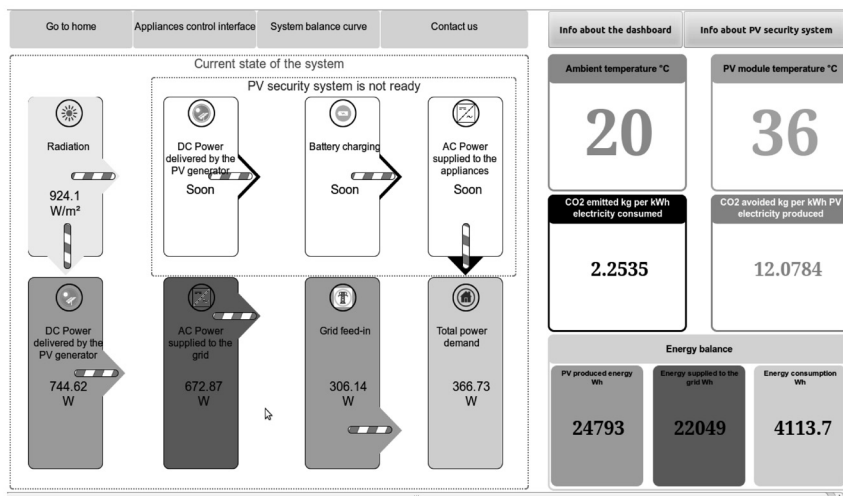 Go to home
Appliances control interface
System balance curve
Contact us
Info about the dashboard
Info about PV security system
Current state of the system
PV security system is not ready
Radiation
924.1
W/m²
DC Power
delivered by the
PV generator
Soon
Battery charging
Soon
AC Power
supplied to the
appliances
Soon
DC Power
delivered by the
PV generator
744.62
W
AC Power
supplied to the
grid
672.87
W
Grid feed-in
306.14
W
Total power
demand
366.73
W
Ambient temperature °C
20
PV module temperature °C
36
CO2 emitted kg per kWh
electricity consumed
2.2535
CO2 avoided kg per kWh PV
electricity produced
12.0784
Energy balance
PV produced energy
Wh
24793
Energy supplied to the
grid Wh
22049
Energy consumption
Wh
4113.7